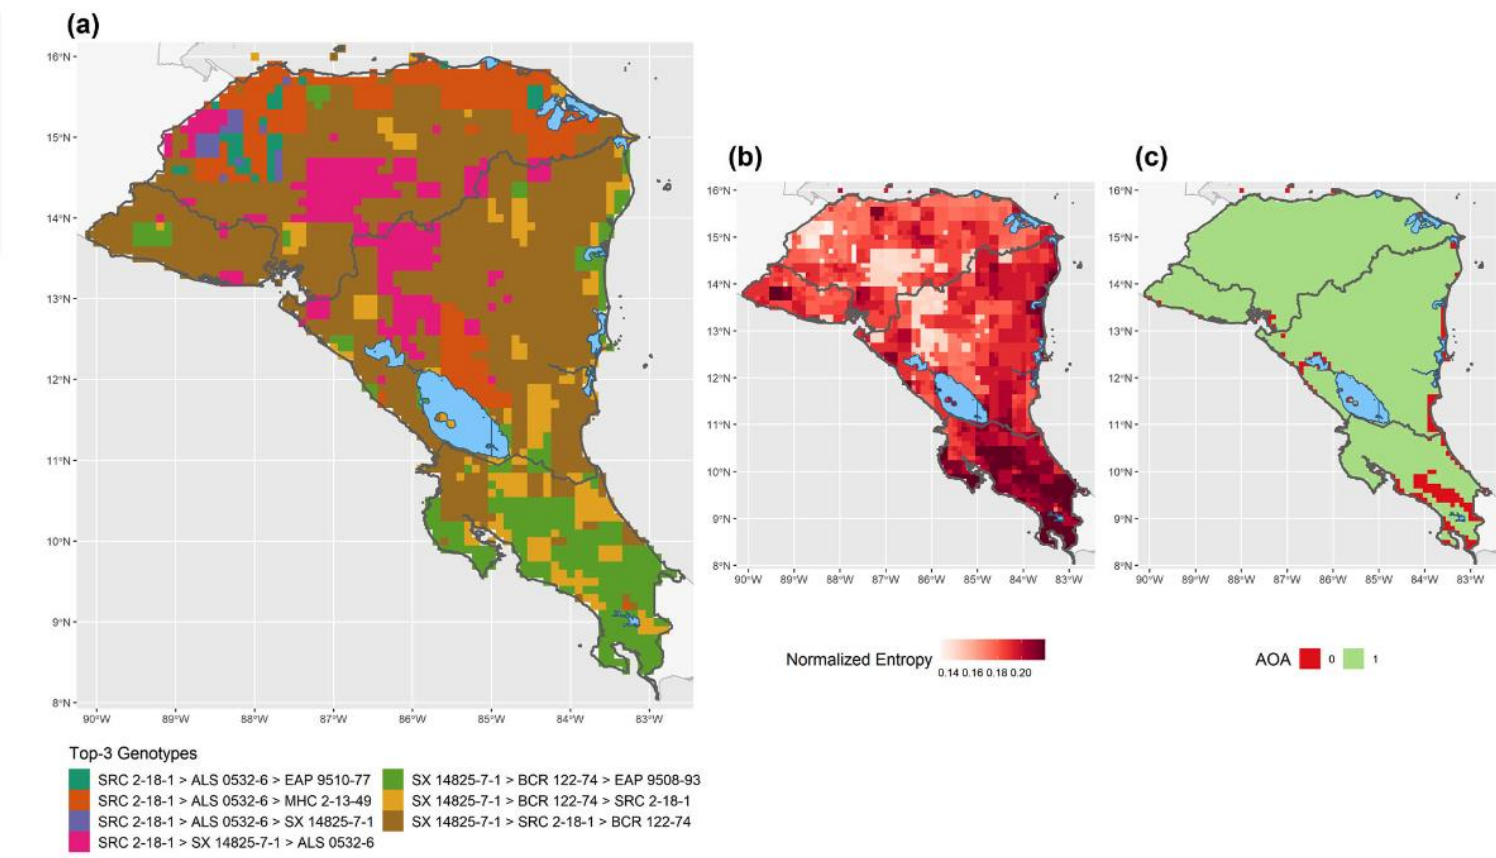 (a)
16°N
15°N
14°N
13°N
12°N
11°N
10°N
9°N
8°N
90°W 89°W 88°W 87°W 86°W 85°W 84°W 83°W
Top-3 Genotypes
SRC 2-18-1 > ALS 0532-6 > EAP 9510-77
SRC 2-18-1 > ALS 0532-6 > MHC 2-13-49
SRC 2-18-1 > ALS 0532-6 > SX 14825-7-1
SRC 2-18-1 > SX 14825-7-1 > ALS 0532-6
SX 14825-7-1 > BCR 122-74 > EAP 9508-93
SX 14825-7-1 > BCR 122-74 > SRC 2-18-1
SX 14825-7-1 > SRC 2-18-1 > BCR 122-74
(b)
16°N
15°N
14°N
13°N
12°N
11°N
10°N
9°N
8°N
90°W 89°W 88°W 87°W 86°W 85°W 84°W 83°W
Normalized Entropy
0.14 0.16 0.18 0.20
(c)
16°N
15°N
14°N
13°N
12°N
11°N
10°N
9°N
8°N
90°W 89°W 88°W 87°W 86°W 85°W 84°W 83°W
AOA 0 1